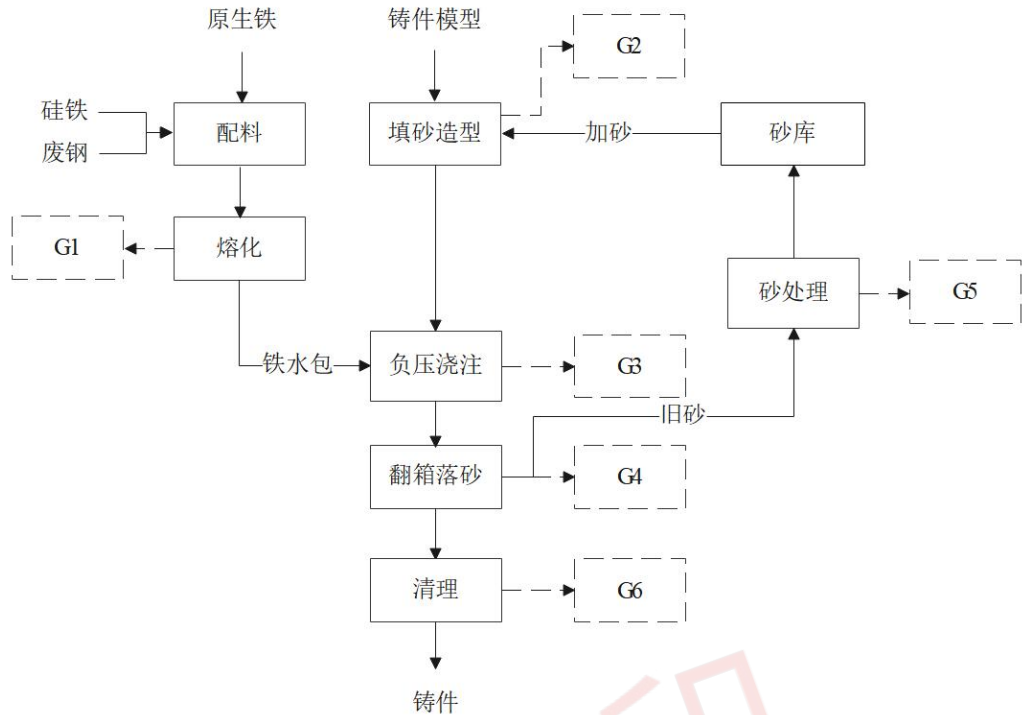 原生铁
铸件模型
G2
硅铁
废钢
配料
填砂造型
加砂
砂库
G1
熔化
砂处理
G5
铁水包
负压浇注
G3
旧砂
翻箱落砂
G4
清理
G6
铸件